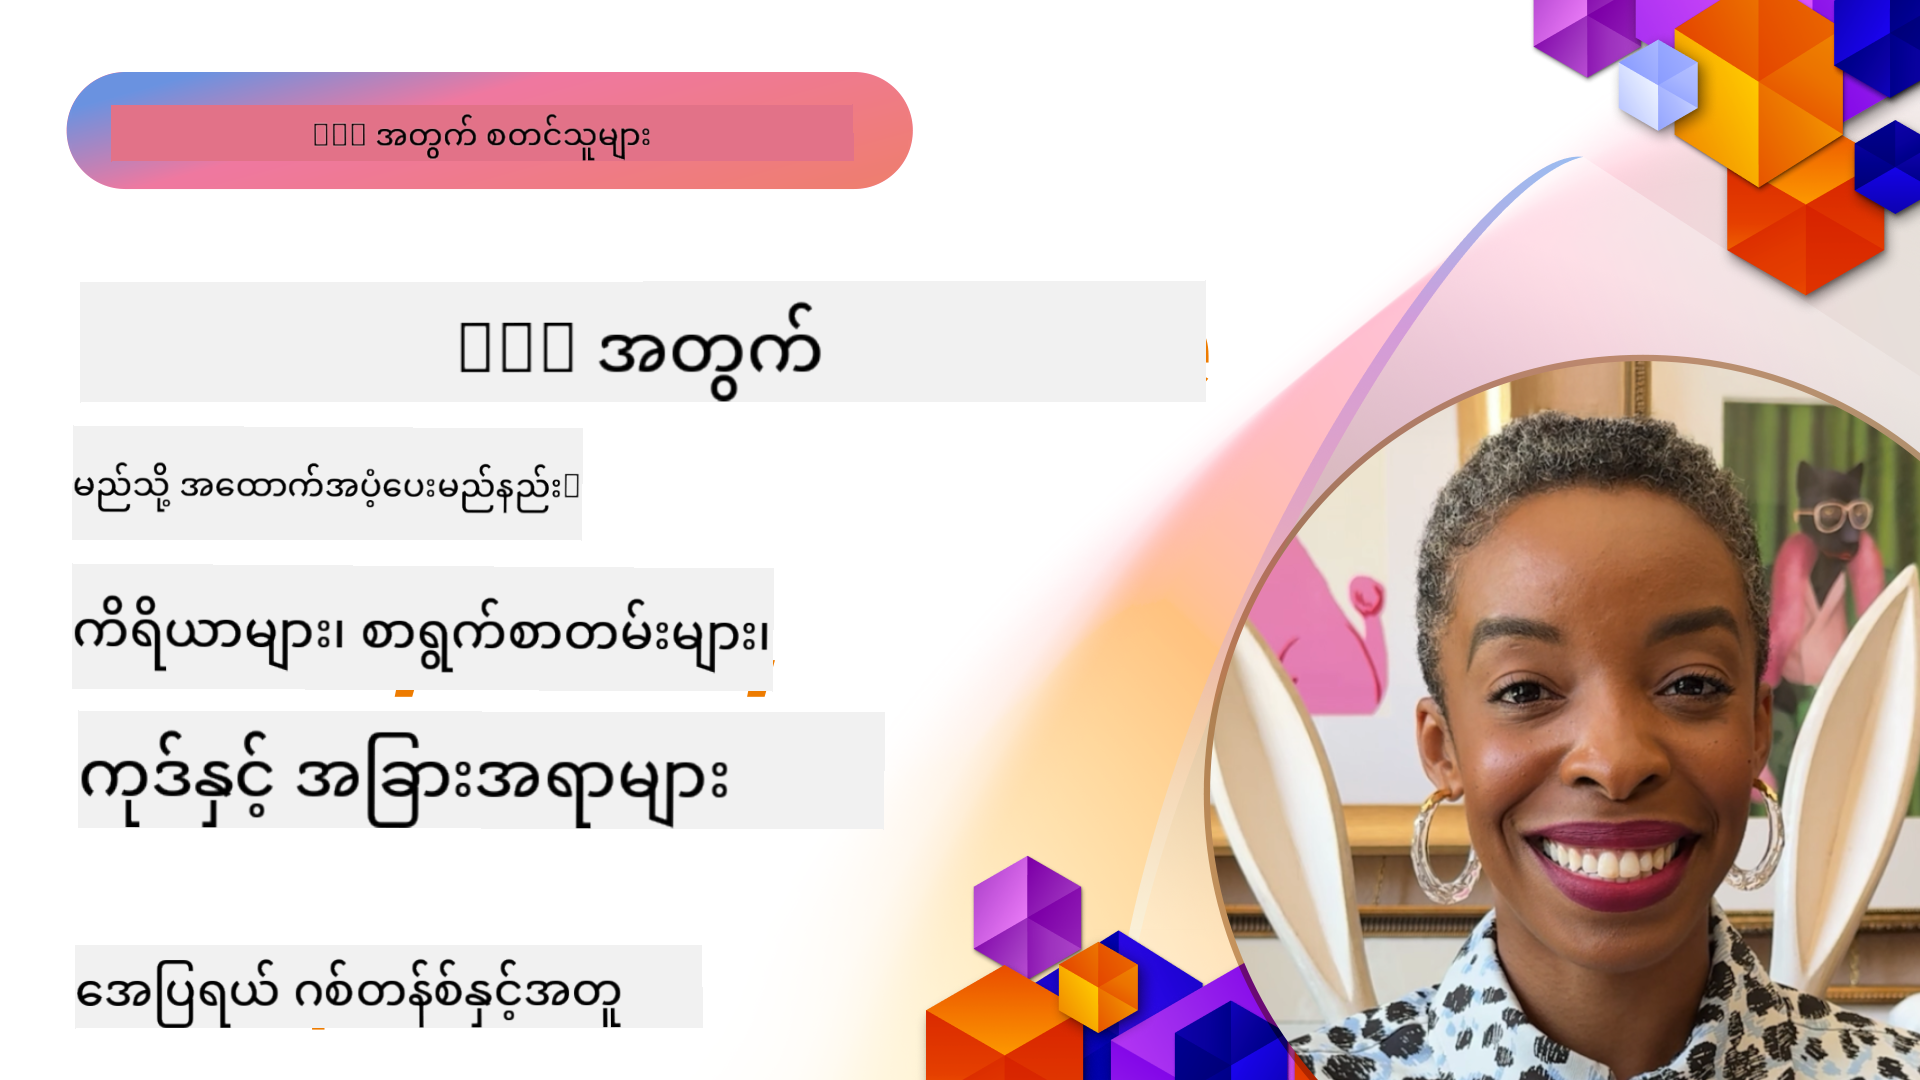 အတွက် စတင်သူများ
အတွက်
မည်သို့ အထောက်အပံ့ပေးမည်နည်း
ကိရိယာများ၊ စာရွက်စာတမ်းများ၊
ကုဒ်နှင့် အခြားအရာများ
အေပြရယ် ဂစ်တန်စ်နှင့်အတူ